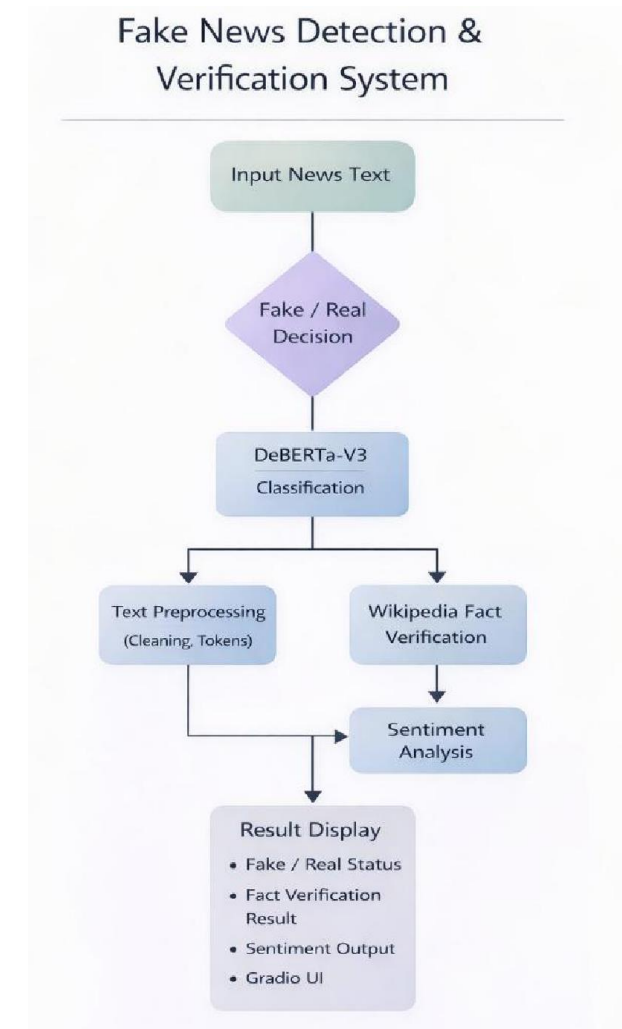 Fake News Detection &
Verification System
Input News Text
Fake / Real
Decision
DeBERTa-V3
Classification
Text Preprocessing
(Cleaning, Tokens)
Wikipedia Fact
Verification
Sentiment
Analysis
Result Display
• Fake / Real Status
• Fact Verification
Result
• Sentiment Output
• Gradio UI